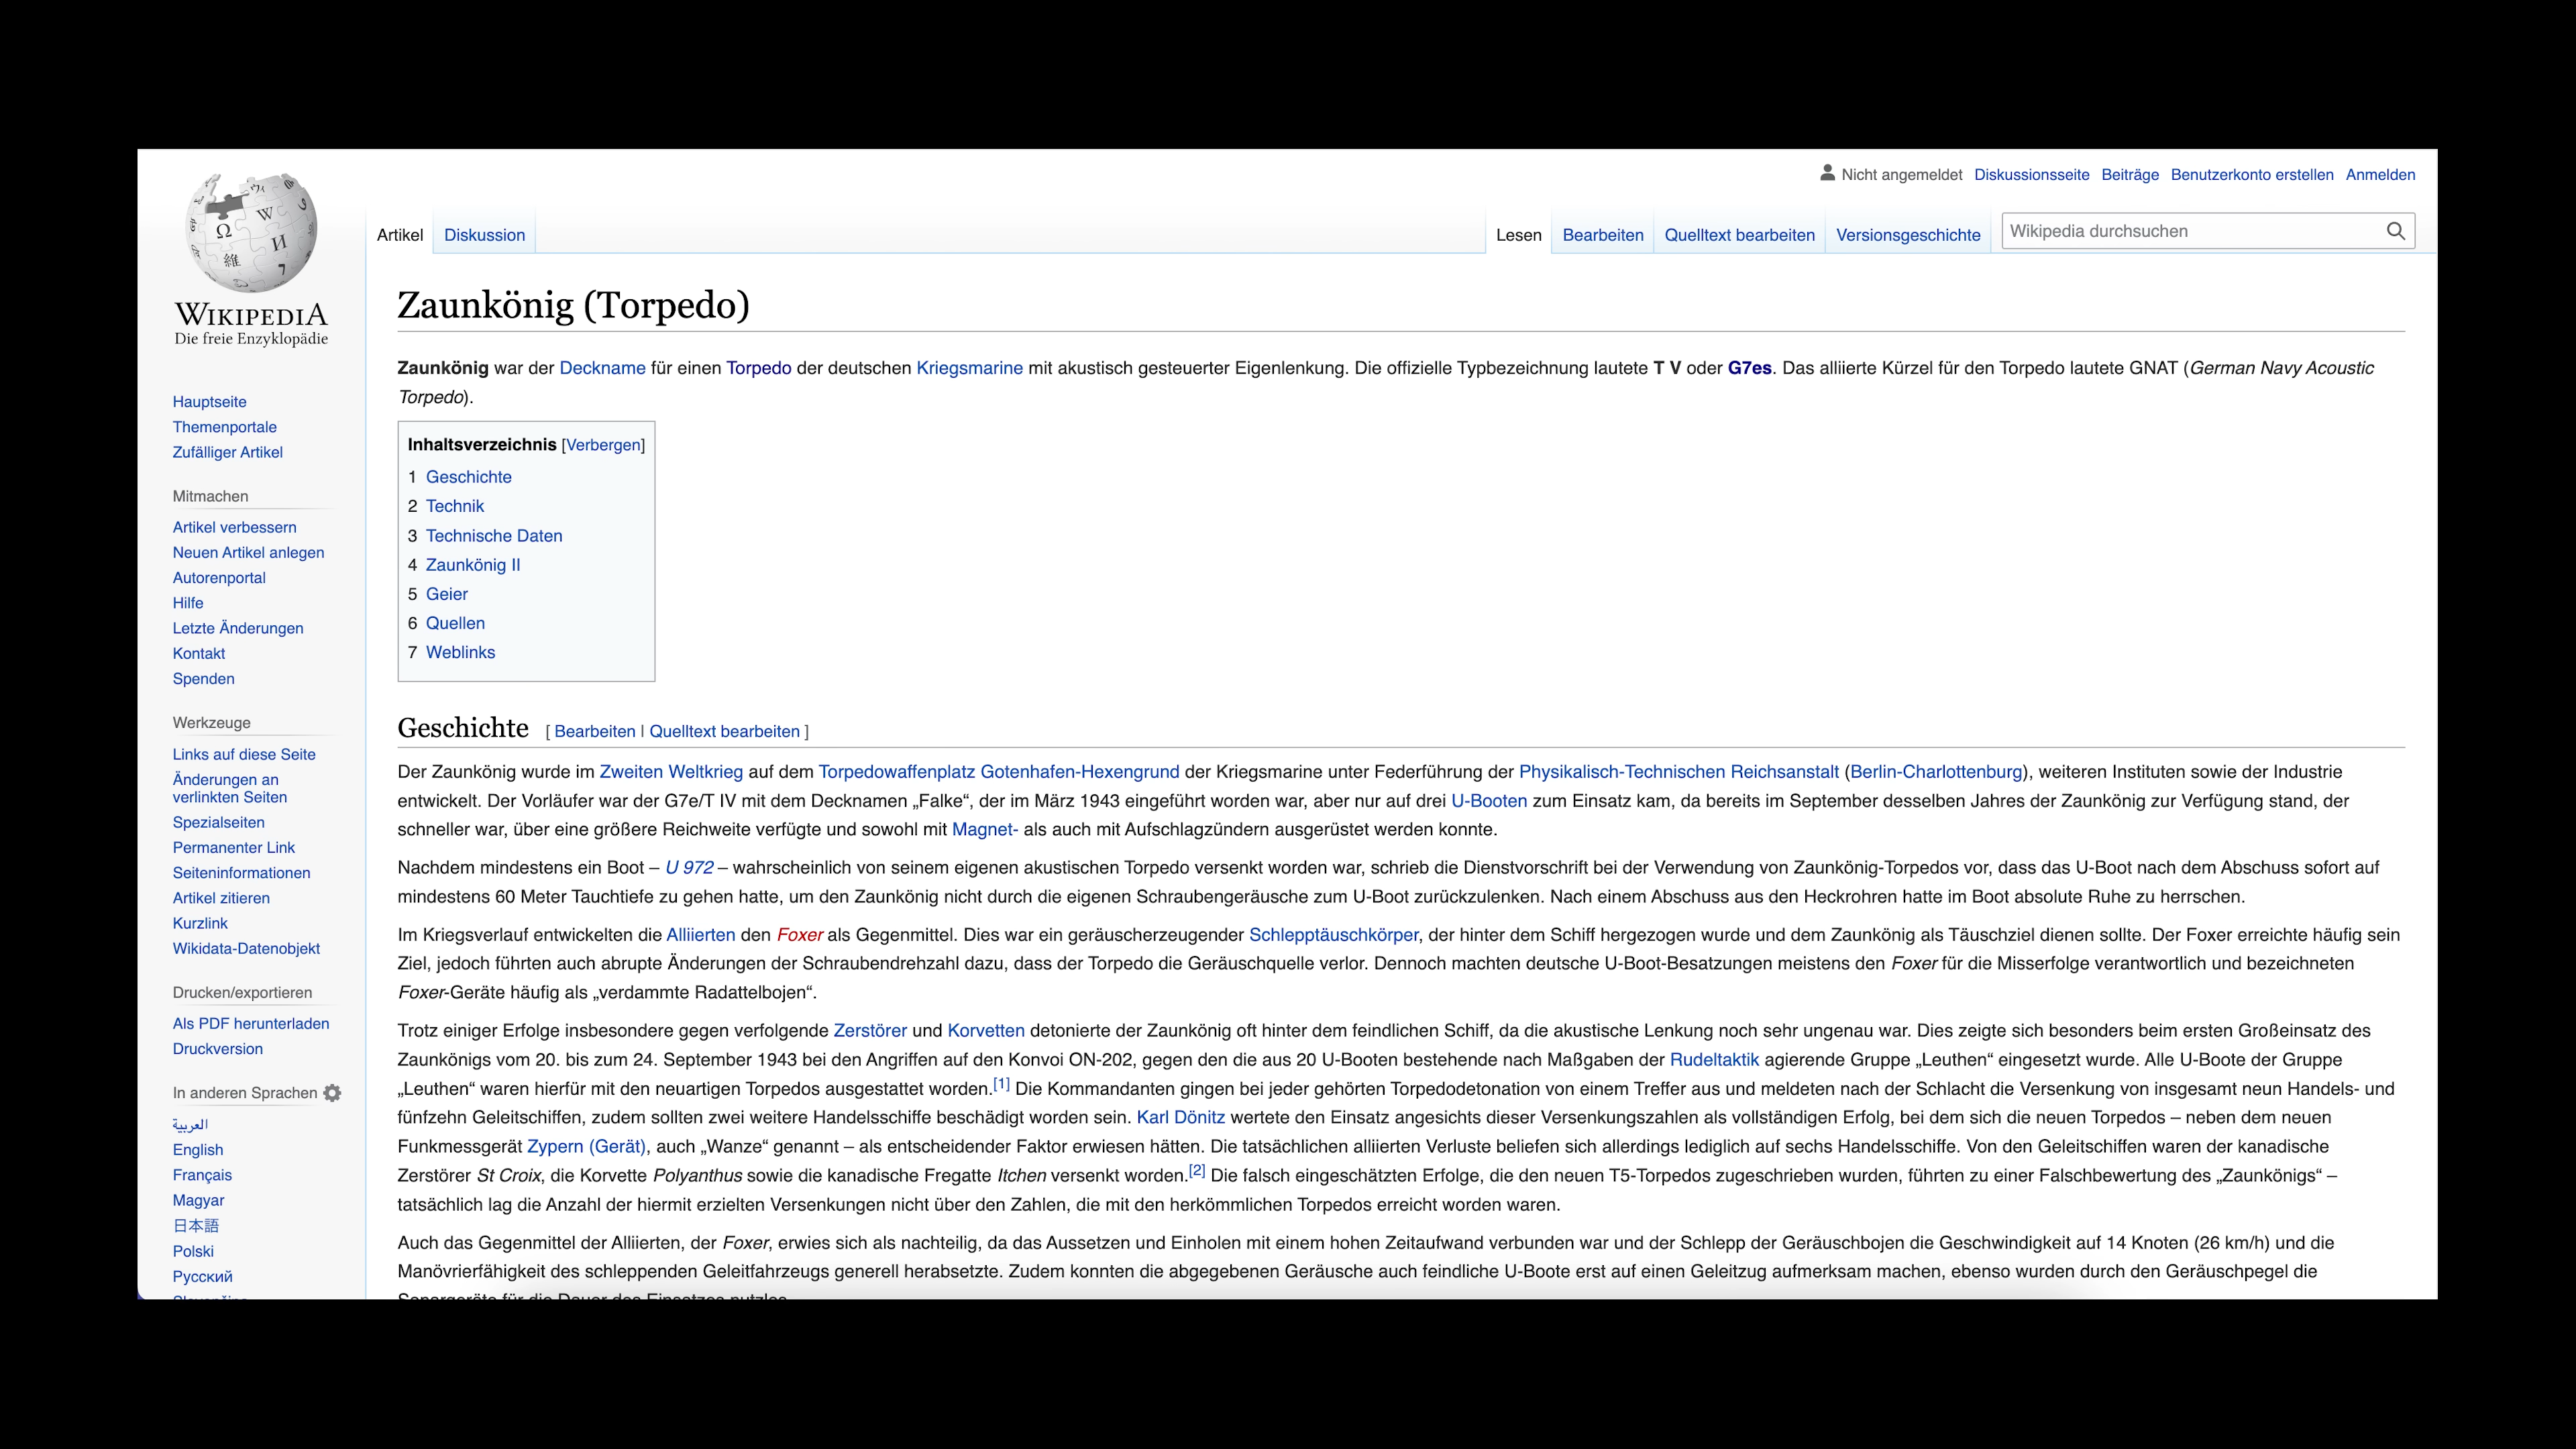 Nicht angemeldet Diskussionsseite Beiträge Benutzerkonto erstellen Anmelden
Artikel Diskussion Lesen Bearbeiten Quelltext bearbeiten Versionsgeschichte Wikipedia durchsuchen
WIKIPEDIA
Die freie Enzyklopädie
Hauptseite
Themenportale
Zufälliger Artikel
Mitmachen
Artikel verbessern
Neuen Artikel anlegen
Autorenportal
Hilfe
Letzte Änderungen
Kontakt
Spenden
Werkzeuge
Links auf diese Seite
Änderungen an
verlinkten Seiten
Spezialseiten
Permanenter Link
Seiteninformationen
Artikel zitieren
Kurzlink
Wikidata-Datenobjekt
Drucken/exportieren
Als PDF herunterladen
Druckversion
In anderen Sprachen
العربية
English
Français
Magyar
日本語
Polski
Русский
Zaunkönig (Torpedo)
Zaunkönig war der Deckname für einen Torpedo der deutschen Kriegsmarine mit akustisch gesteuerter Eigenlenkung. Die offizielle Typbezeichnung lautete T V oder G7es. Das alliierte Kürzel für den Torpedo lautete GNAT (German Navy Acoustic
Torpedo).
Inhaltsverzeichnis [Verbergen]
1 Geschichte
2 Technik
3 Technische Daten
4 Zaunkönig II
5 Geier
6 Quellen
7 Weblinks
Geschichte [ Bearbeiten | Quelltext bearbeiten ]
Der Zaunkönig wurde im Zweiten Weltkrieg auf dem Torpedowaffenplatz Gotenhafen-Hexengrund der Kriegsmarine unter Federführung der Physikalisch-Technischen Reichsanstalt (Berlin-Charlottenburg), weiteren Instituten sowie der Industrie
entwickelt. Der Vorläufer war der G7e/T IV mit dem Decknamen „Falke“, der im März 1943 eingeführt worden war, aber nur auf drei U-Booten zum Einsatz kam, da bereits im September desselben Jahres der Zaunkönig zur Verfügung stand, der
schneller war, über eine größere Reichweite verfügte und sowohl mit Magnet- als auch mit Aufschlagzündern ausgerüstet werden konnte.
Nachdem mindestens ein Boot – U 972 – wahrscheinlich von seinem eigenen akustischen Torpedo versenkt worden war, schrieb die Dienstvorschrift bei der Verwendung von Zaunkönig-Torpedos vor, dass das U-Boot nach dem Abschuss sofort auf
mindestens 60 Meter Tauchtiefe zu gehen hatte, um den Zaunkönig nicht durch die eigenen Schraubengeräusche zum U-Boot zurückzulenken. Nach einem Abschuss aus den Heckrohren hatte im Boot absolute Ruhe zu herrschen.
Im Kriegsverlauf entwickelten die Alliierten den Foxer als Gegenmittel. Dies war ein geräuscherzeugender Schlepptäuschkörper, der hinter dem Schiff hergezogen wurde und dem Zaunkönig als Täuschziel dienen sollte. Der Foxer erreichte häufig sein
Ziel, jedoch führten auch abrupte Änderungen der Schraubendrehzahl dazu, dass der Torpedo die Geräuschquelle verlor. Dennoch machten deutsche U-Boot-Besatzungen meistens den Foxer für die Misserfolge verantwortlich und bezeichneten
Foxer-Geräte häufig als „verdammte Radattelbojen“.
Trotz einiger Erfolge insbesondere gegen verfolgende Zerstörer und Korvetten detonierte der Zaunkönig oft hinter dem feindlichen Schiff, da die akustische Lenkung noch sehr ungenau war. Dies zeigte sich besonders beim ersten Großeinsatz des
Zaunkönigs vom 20. bis zum 24. September 1943 bei den Angriffen auf den Konvoi ON-202, gegen den die aus 20 U-Booten bestehende nach Maßgaben der Rudeltaktik agierende Gruppe „Leuthen“ eingesetzt wurde. Alle U-Boote der Gruppe
„Leuthen“ waren hierfür mit den neuartigen Torpedos ausgestattet worden.[1] Die Kommandanten gingen bei jeder gehörten Torpedodetonation von einem Treffer aus und meldeten nach der Schlacht die Versenkung von insgesamt neun Handels- und
fünfzehn Geleitschiffen, zudem sollten zwei weitere Handelsschiffe beschädigt worden sein. Karl Dönitz wertete den Einsatz angesichts dieser Versenkungszahlen als vollständigen Erfolg, bei dem sich die neuen Torpedos – neben dem neuen
Funkmessgerät Zypern (Gerät), auch „Wanze“ genannt – als entscheidender Faktor erwiesen hätten. Die tatsächlichen alliierten Verluste beliefen sich allerdings lediglich auf sechs Handelsschiffe. Von den Geleitschiffen waren der kanadische
Zerstörer St Croix, die Korvette Polyanthus sowie die kanadische Fregatte Itchen versenkt worden.[2] Die falsch eingeschätzten Erfolge, die den neuen T5-Torpedos zugeschrieben wurden, führten zu einer Falschbewertung des „Zaunkönigs“ –
tatsächlich lag die Anzahl der hiermit erzielten Versenkungen nicht über den Zahlen, die mit den herkömmlichen Torpedos erreicht worden waren.
Auch das Gegenmittel der Alliierten, der Foxer, erwies sich als nachteilig, da das Aussetzen und Einholen mit einem hohen Zeitaufwand verbunden war und der Schlepp der Geräuschbojen die Geschwindigkeit auf 14 Knoten (26 km/h) und die
Manövrierfähigkeit des schleppenden Geleitfahrzeugs generell herabsetzte. Zudem konnten die abgegebenen Geräusche auch feindliche U-Boote erst auf einen Geleitzug aufmerksam machen, ebenso wurden durch den Geräuschpegel die